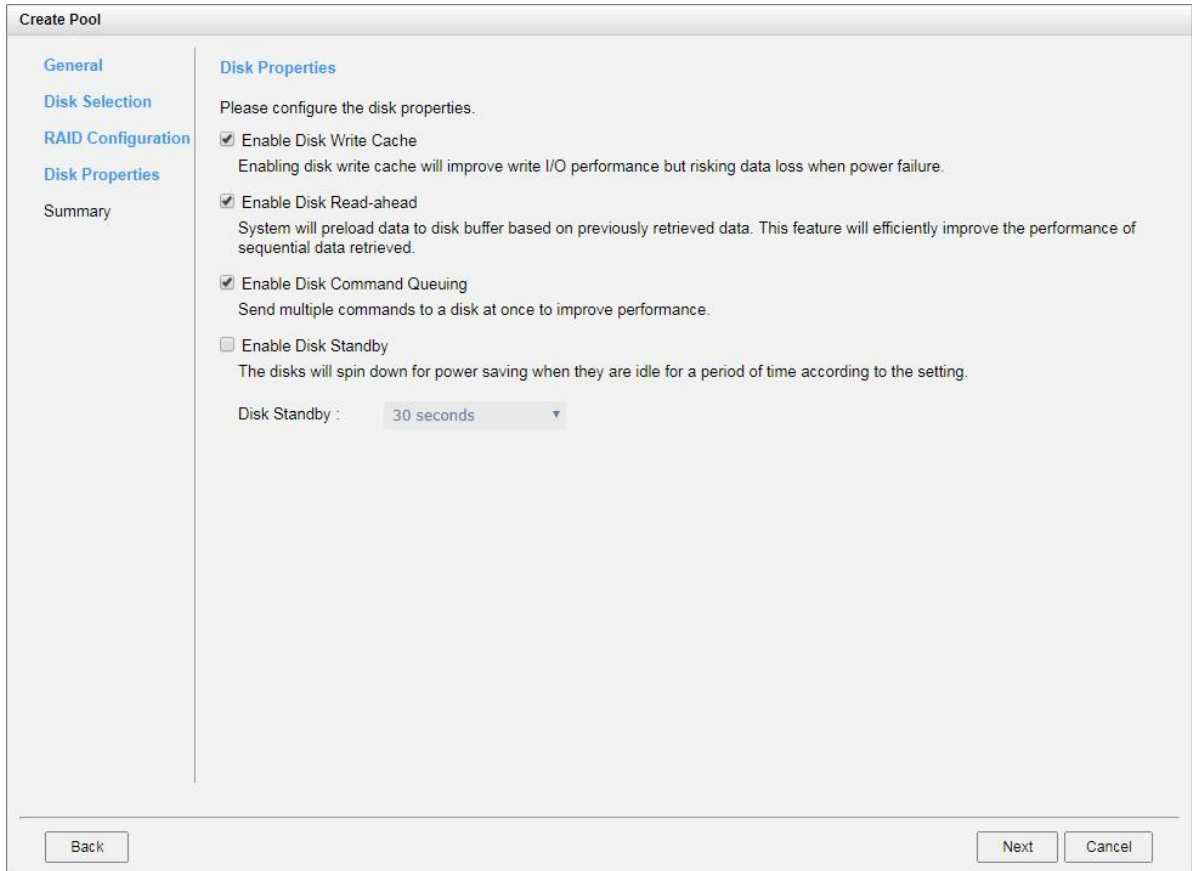 Create Pool
General
Disk Selection
RAID Configuration
Disk Properties
Summary
Disk Properties
Please configure the disk properties.
Enable Disk Write Cache
Enabling disk write cache will improve write I/O performance but risking data loss when power failure.
Enable Disk Read-ahead
System will preload data to disk buffer based on previously retrieved data. This feature will efficiently improve the performance of
sequential data retrieved.
Enable Disk Command Queuing
Send multiple commands to a disk at once to improve performance.
Enable Disk Standby
The disks will spin down for power saving when they are idle for a period of time according to the setting.
Disk Standby : 30 seconds
Back Next Cancel